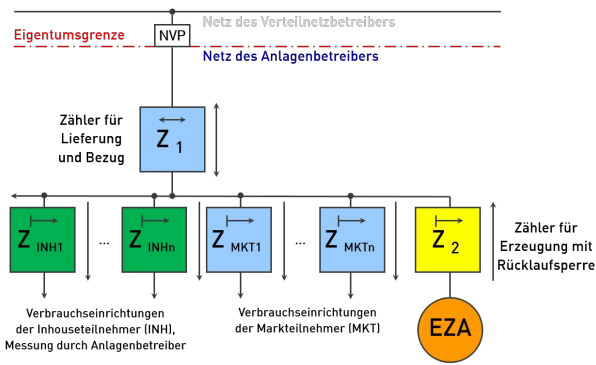 Netz des Verteilnetzbetreibers
Eigentumsgrenze
NVP
Netz des Anlagenbetreibers
Zähler für
Lieferung
und Bezug
Z 1
Z INH1
...
Z INHn
Z MKT1
...
Z MKTn
Z 2
Zähler für
Erzeugung mit
Rücklaufsperre
Verbrauchseinrichtungen
der Inhouseteilnehmer (INH),
Messung durch Anlagenbetreiber
Verbrauchseinrichtungen
der Markteilnehmer (MKT)
EZA